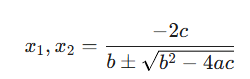 x₁, x₂ = −2c / (b ± √(b² − 4ac))